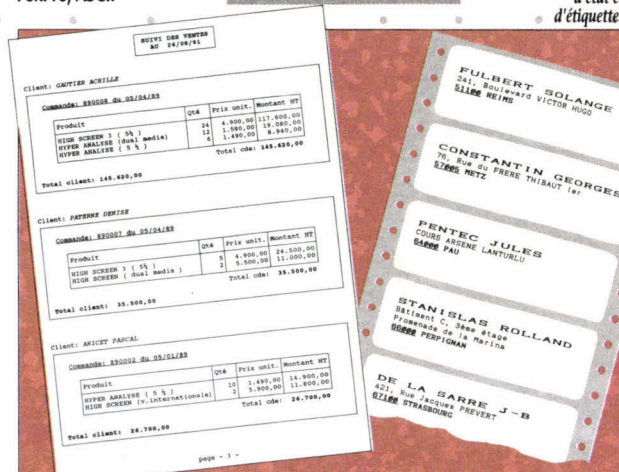 d'étiquettes
SUIVI DES VENTES
AU 26/08/91
Client: GAUTIER ACHILLE
Commande: 890008 du 05/04/89
Produit Qté Prix unit. Montant HT
HIGH SCREEN 3 ( 5¼ ) 24 4.900,00 117.600,00
HYPER ANALYSE (dual media) 12 1.590,00 19.080,00
HYPER ANALYSE ( 5 ¼ ) 6 1.490,00 8.940,00
Total cde: 145.620,00
Total client: 145.620,00
Client: PATERNE DENISE
Commande: 890007 du 05/04/89
Produit Qté Prix unit. Montant HT
HIGH SCREEN 3 ( 5¼ ) 5 4.900,00 24.500,00
HIGH SCREEN ( dual media ) 2 5.500,00 11.000,00
Total cde: 35.500,00
Total client: 35.500,00
Client: ANICET PASCAL
Commande: 890002 du 05/01/89
Produit Qté Prix unit. Montant HT
HYPER ANALYSE ( 5 ¼ ) 10 1.490,00 14.900,00
HIGH SCREEN (v.internationale) 2 5.900,00 11.800,00
Total cde: 26.700,00
Total client: 26.700,00
page - 3 -
FULBERT SOLANGE
241, Boulevard VICTOR HUGO
51100 REIMS
CONSTANTIN GEORGES
76, Rue du FRERE THIBAUT 1er
57005 METZ
PENTEC JULES
COURS ARSENE LANTURLU
64000 PAU
STANISLAS ROLLAND
Bâtiment C, 3ème étage
Promenade de la Marina
66000 PERPIGNAN
DE LA SARRE J-B
421, Rue Jacques PREVERT
67100 STRASBOURG